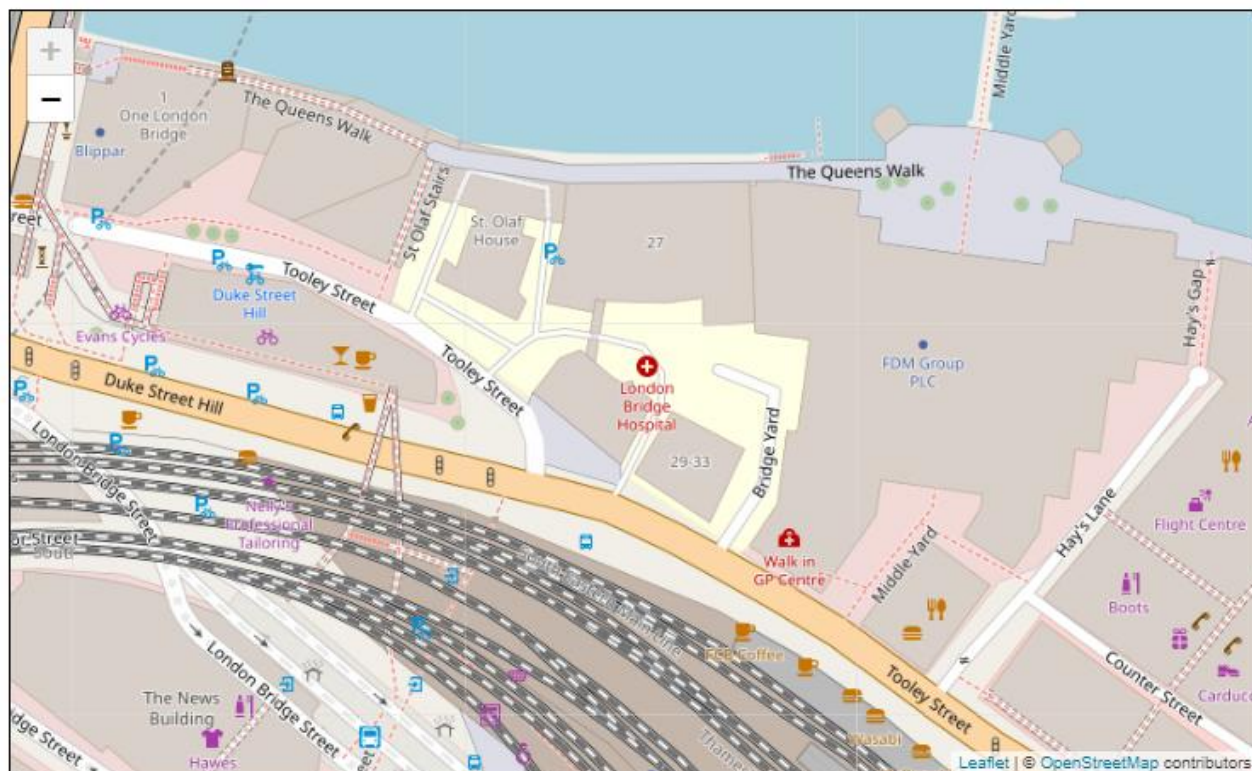 +
−
1
One London
Bridge
Blippar
The Queens Walk
The Queens Walk
Middle Yard
St Olaf Stairs
St. Olaf
House
27
Hay's Gap
Duke Street
Hill
Tooley Street
Evans Cycles
Tooley Street
Duke Street Hill
London
Bridge
Hospital
FDM Group
PLC
29-33
Bridge Yard
Hay's Lane
London Bridge Street
Nelly's
Professional
Tailoring
Flight Centre
Walk in
GP Centre
Middle Yard
Boots
Counter Street
Carducc
Tooley Street
The News
Building
Hawes
London Bridge Street
Wasabi
Leaflet | © OpenStreetMap contributors